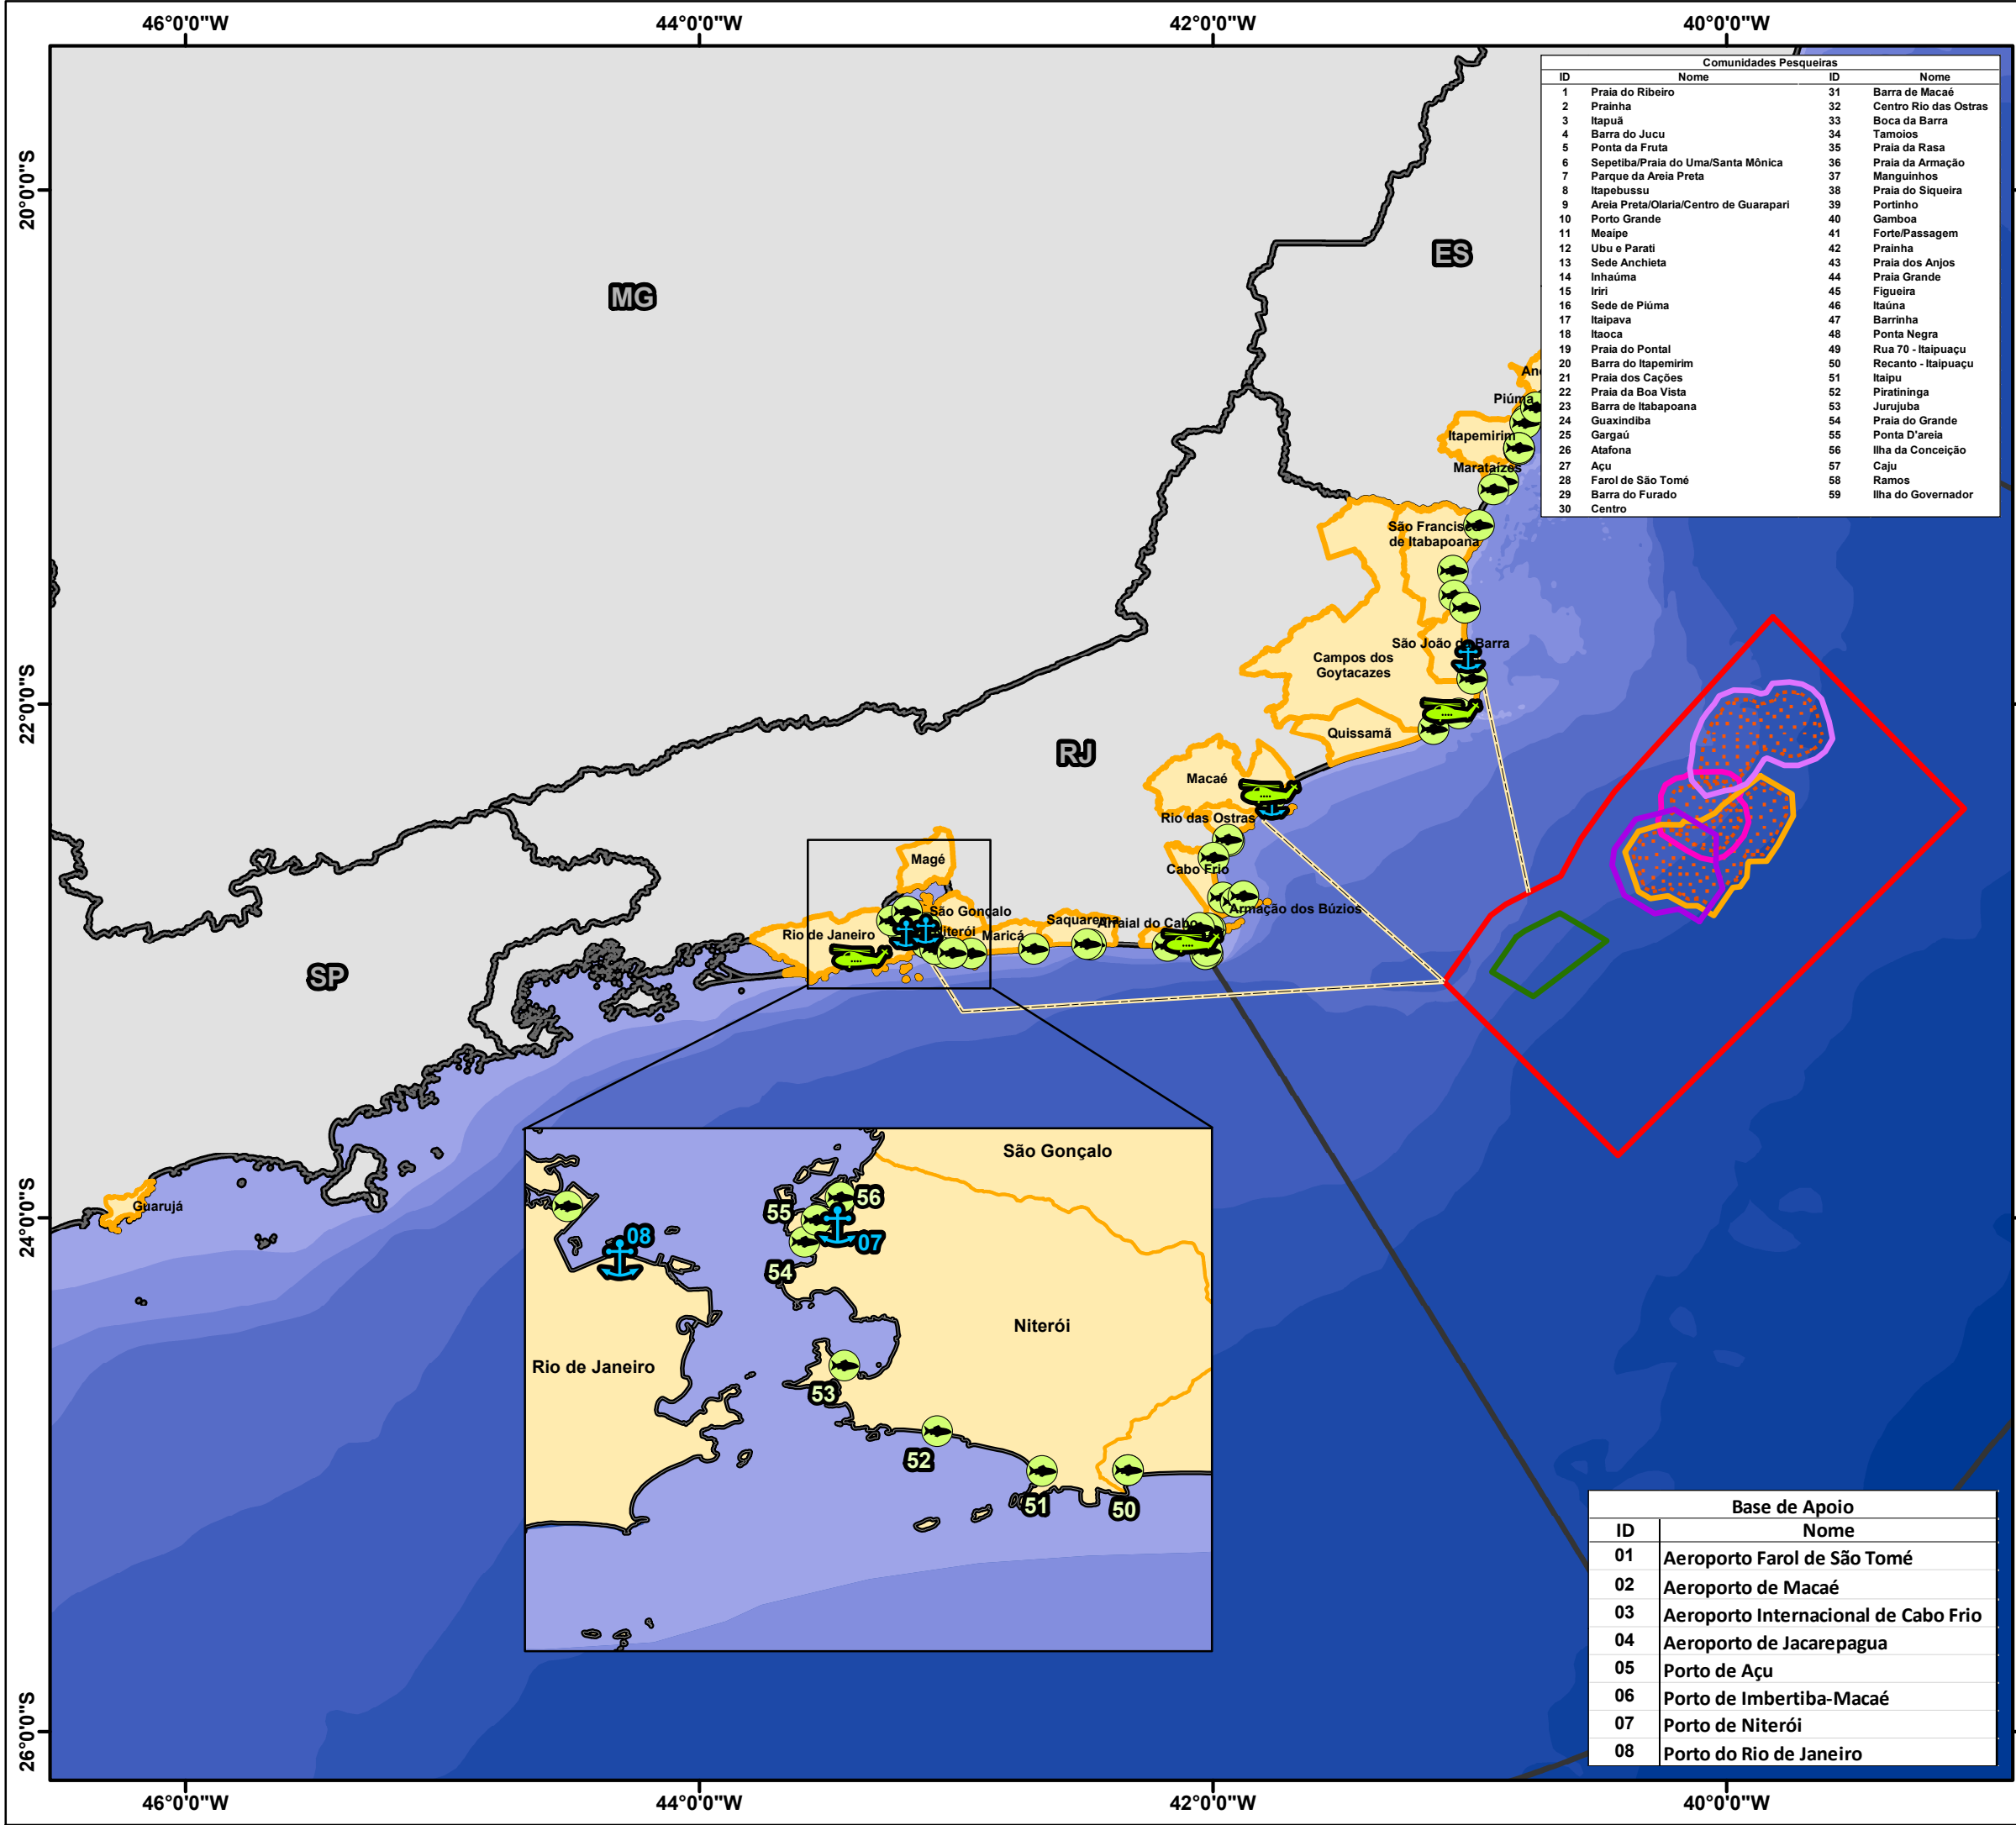 46°0'0"W 44°0'0"W 42°0'0"W 40°0'0"W
Comunidades Pesqueiras
ID Nome ID Nome
1 Praia do Ribeiro 31 Barra de Macaé
2 Prainha 32 Centro Rio das Ostras
3 Itapuã 33 Boca da Barra
4 Barra do Jucu 34 Tamoios
5 Ponta da Fruta 35 Praia da Rasa
6 Sepetiba/Praia do Uma/Santa Mônica 36 Praia da Armação
7 Parque da Areia Preta 37 Manguinhos
8 Itapebussu 38 Praia do Siqueira
9 Areia Preta/Olaria/Centro de Guarapari 39 Portinho
10 Porto Grande 40 Gamboa
11 Meaípe 41 Forte/Passagem
12 Ubu e Parati 42 Prainha
13 Sede Anchieta 43 Praia dos Anjos
14 Inhaúma 44 Praia Grande
15 Iriri 45 Figueira
16 Sede de Piúma 46 Itaúna
17 Itaipava 47 Barrinha
18 Itaoca 48 Ponta Negra
19 Praia do Pontal 49 Rua 70 - Itaipuaçu
20 Barra do Itapemirim 50 Recanto - Itaipuaçu
21 Praia dos Cações 51 Itaipu
22 Praia da Boa Vista 52 Piratininga
23 Barra de Itabapoana 53 Jurujuba
24 Guaxindiba 54 Praia do Grande
25 Gargaú 55 Ponta D'areia
26 Atafona 56 Ilha da Conceição
27 Açu 57 Caju
28 Farol de São Tomé 58 Ramos
29 Barra do Furado 59 Ilha do Governador
30 Centro
20°0'0"S
22°0'0"S
24°0'0"S
26°0'0"S
MG
ES
RJ
SP
Piúma
Itapemirim
Marataízes
São Francisco
de Itabapoana
São João da Barra
Campos dos
Goytacazes
Quissamã
Macaé
Rio das Ostras
Cabo Frio
Armação dos Búzios
Arraial do Cabo
Saquarema
Maricá
Niterói
São Gonçalo
Magé
Rio de Janeiro
Guarujá
São Gonçalo
56
55
07
08
54
Niterói
Rio de Janeiro
53
52
51
50
Base de Apoio
ID Nome
01 Aeroporto Farol de São Tomé
02 Aeroporto de Macaé
03 Aeroporto Internacional de Cabo Frio
04 Aeroporto de Jacarepagua
05 Porto de Açu
06 Porto de Imbertiba-Macaé
07 Porto de Niterói
08 Porto do Rio de Janeiro
46°0'0"W 44°0'0"W 42°0'0"W 40°0'0"W